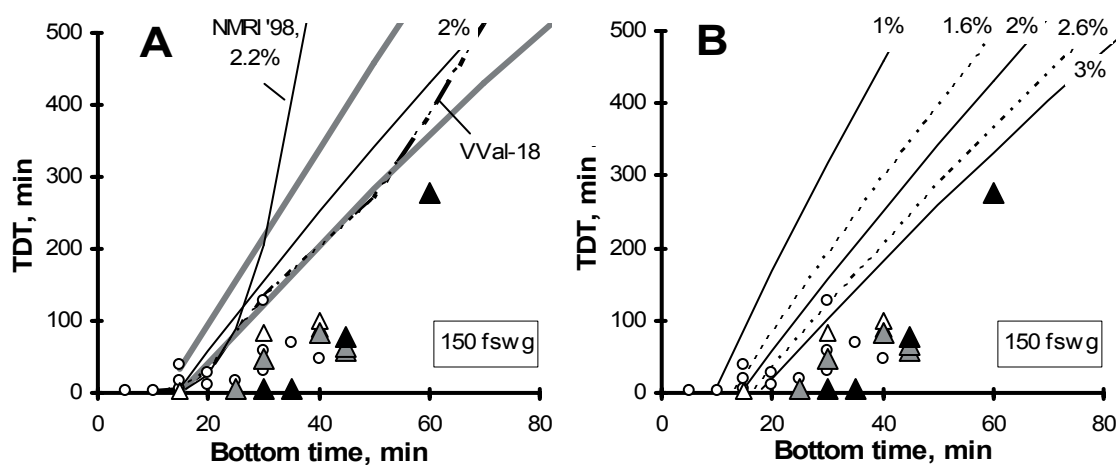 A
NMRI '98,
2.2%
2%
VVal-18
150 fswg
TDT, min
500
400
300
200
100
0
0 20 40 60 80
Bottom time, min
B
1%
1.6%
2%
2.6%
3%
150 fswg
TDT, min
500
400
300
200
100
0
0 20 40 60 80
Bottom time, min